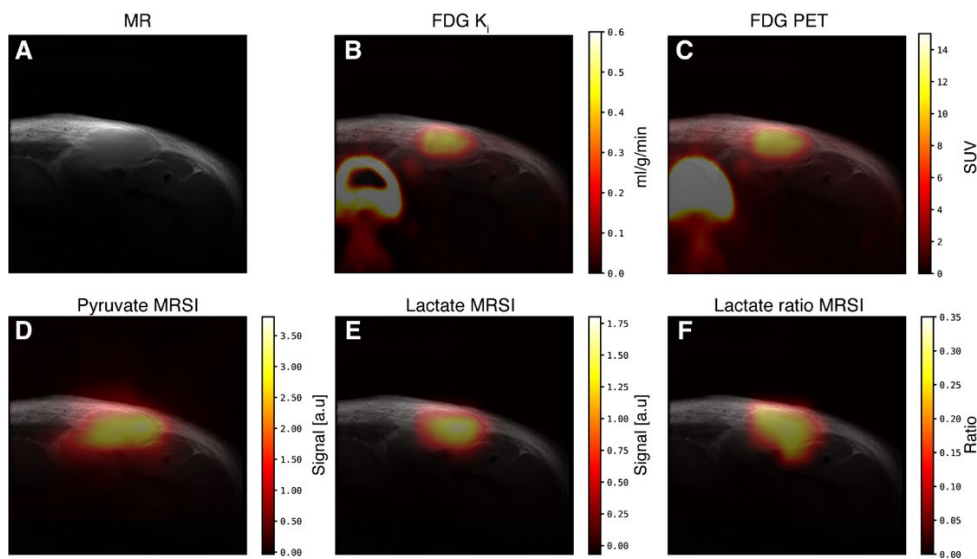 MR
FDG Ki
FDG PET
A
B
C
0.6
0.5
0.4
0.3
0.2
0.1
0.0
ml/g/min
14
12
10
8
6
4
2
0
SUV
Pyruvate MRSI
Lactate MRSI
Lactate ratio MRSI
D
E
F
3.50
3.00
2.50
2.00
1.50
1.00
0.50
0.00
Signal [a.u]
1.75
1.50
1.25
1.00
0.75
0.50
0.25
0.00
Signal [a.u]
0.35
0.30
0.25
0.20
0.15
0.10
0.05
0.00
Ratio